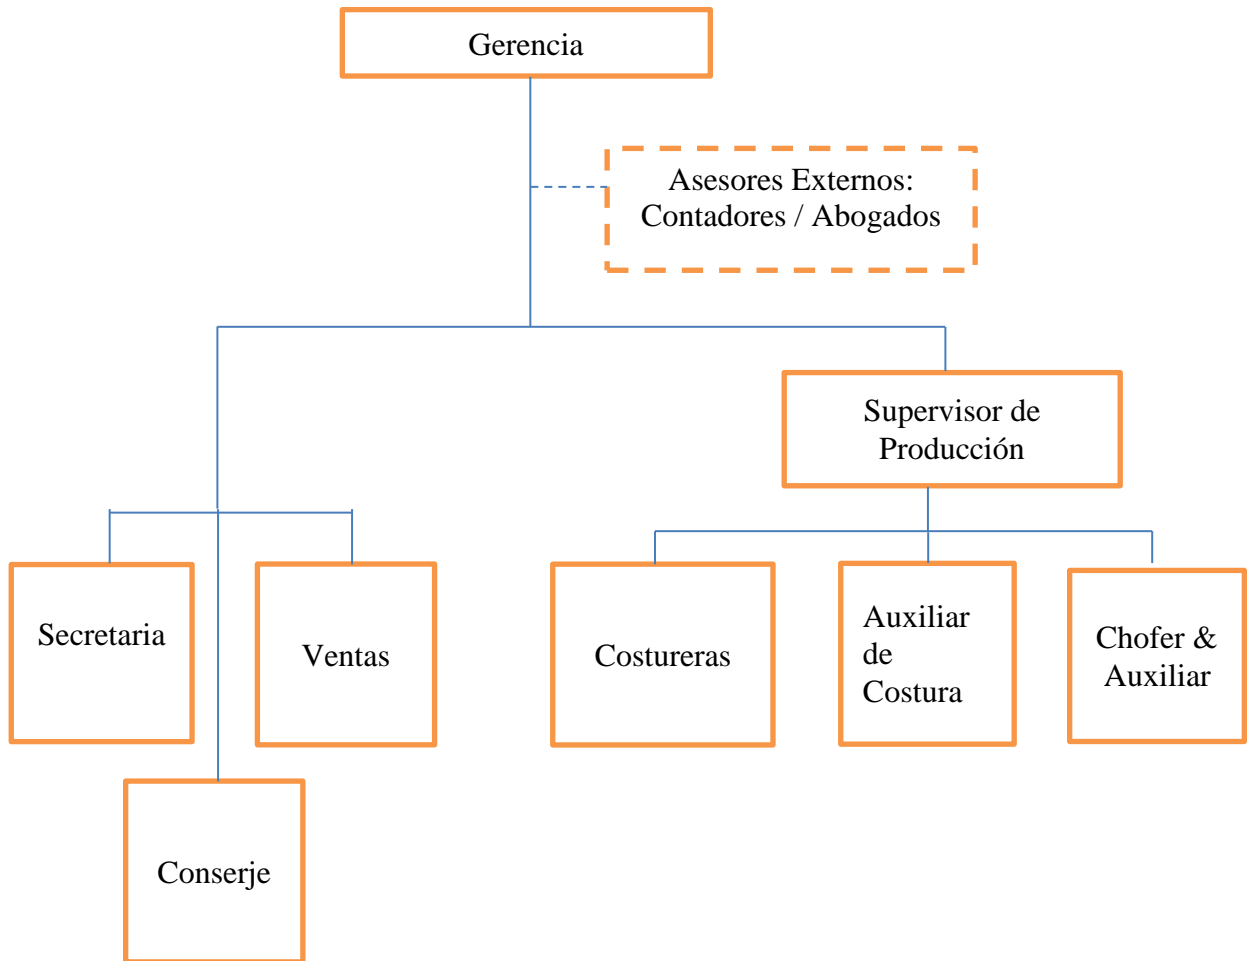 Gerencia
Asesores Externos:
Contadores / Abogados
Supervisor de
Producción
Secretaria
Ventas
Costureras
Auxiliar
de
Costura
Chofer &
Auxiliar
Conserje